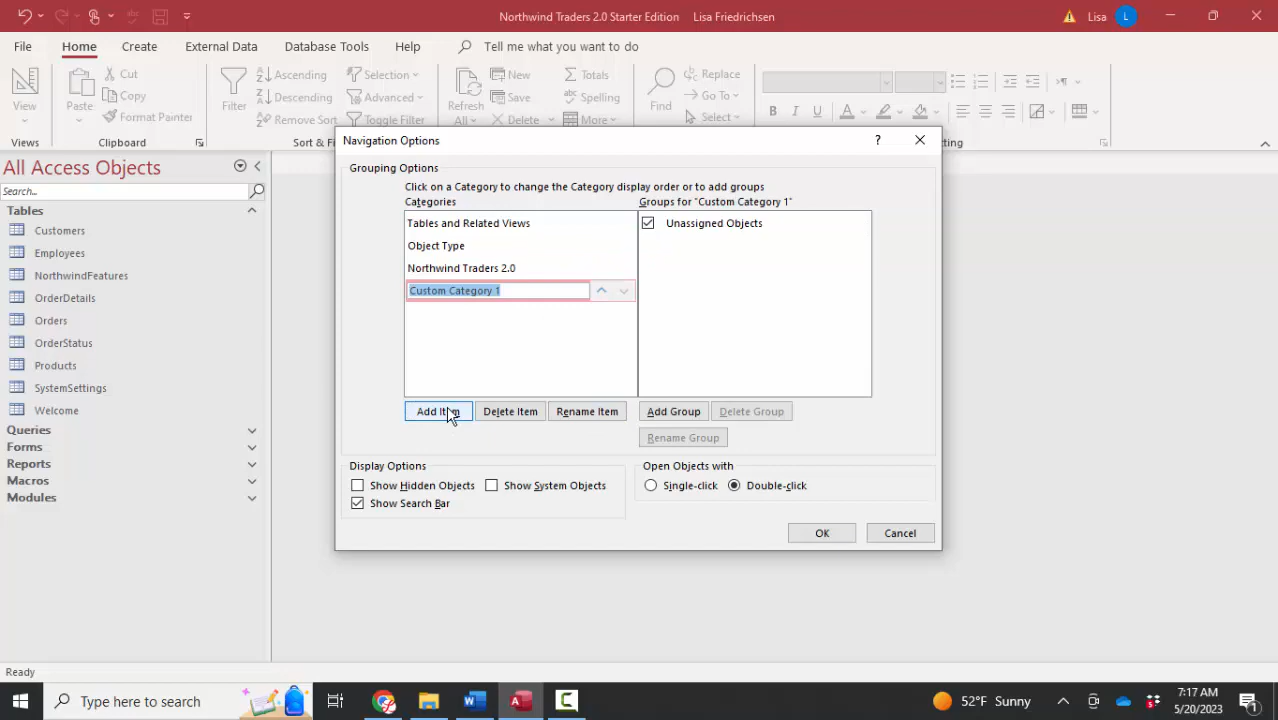 Northwind Traders 2.0 Starter Edition Lisa Friedrichsen Lisa L
File Home Create External Data Database Tools Help Tell me what you want to do
View
Views
Paste
Cut
Copy
Format Painter
Clipboard
Filter
Ascending
Descending
Remove Sort
Selection
Advanced
Toggle Filter
Refresh
All
New
Save
Delete
Totals
Spelling
More
Find
Replace
Go To
Select
B I U A
Navigation Options ? 
Grouping Options
Click on a Category to change the Category display order or to add groups
Categories
Tables and Related Views
Object Type
Northwind Traders 2.0
Custom Category 1
Add Item Delete Item Rename Item
Groups for "Custom Category 1"
Unassigned Objects
Add Group Delete Group
Rename Group
Display Options
Show Hidden Objects Show System Objects
Show Search Bar
Open Objects with
Single-click Double-click
OK Cancel
All Access Objects
Search...
Tables
Customers
Employees
NorthwindFeatures
OrderDetails
Orders
OrderStatus
Products
SystemSettings
Welcome
Queries
Forms
Reports
Macros
Modules
Ready
Type here to search
52°F Sunny
7:17 AM
5/20/2023
1